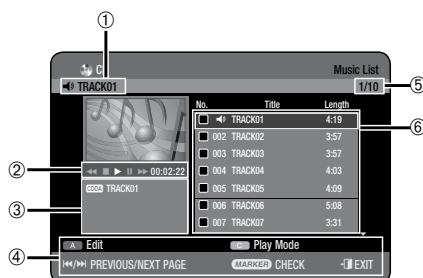 ①
C
Music List
TRACK01
1/10
⑤
No. Title Length
TRACK01 4:19
⑥
002 TRACK02 3:57
003 TRACK03 3:57
004 TRACK04 4:03
005 TRACK05 4:09
006 TRACK06 5:08
007 TRACK07 3:31
②
00:02:22
③
CDDA TRACK01
④
A Edit
C Play Mode
PREVIOUS/NEXT PAGE
MARKER CHECK
EXIT